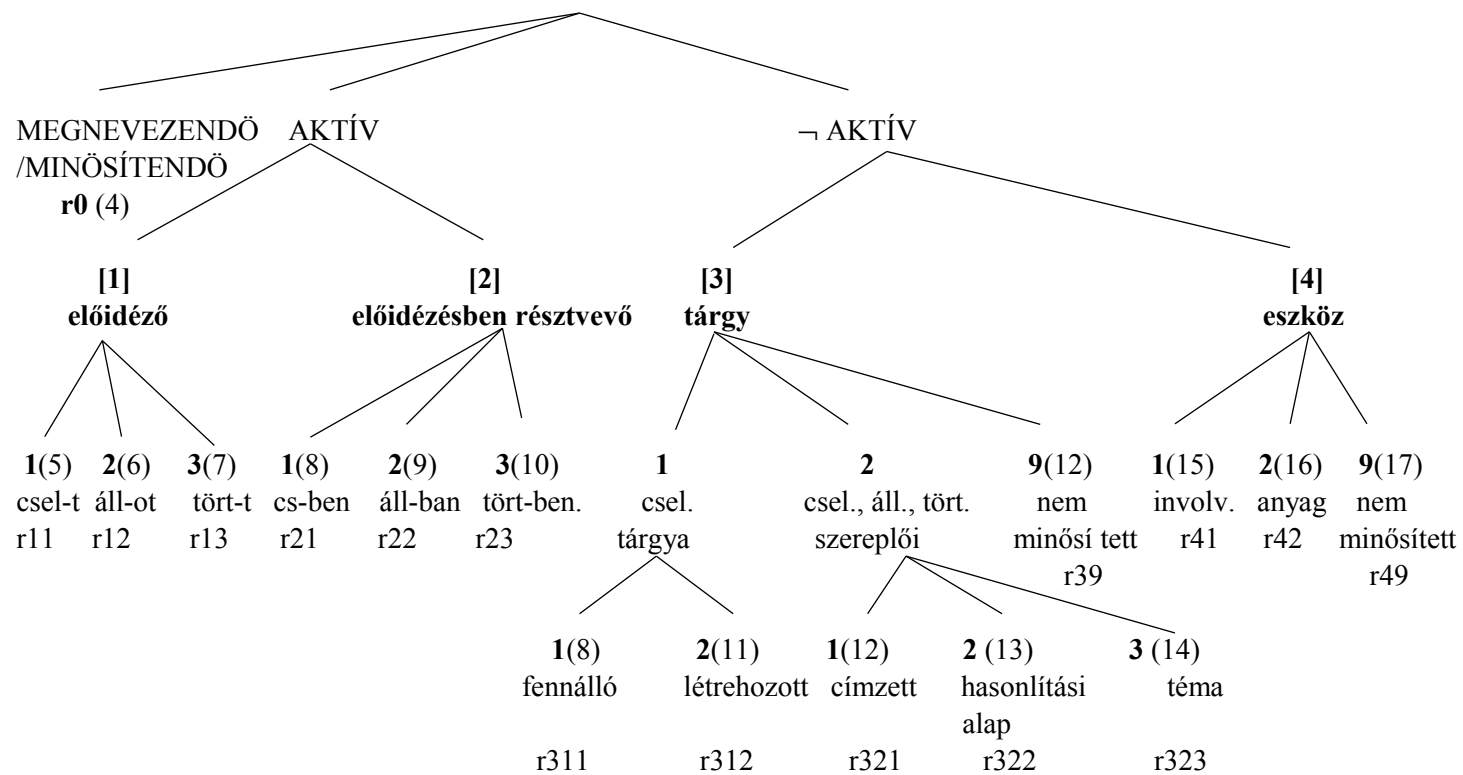 MEGNEVEZENDÖ AKTÍV ¬ AKTÍV
/MINÖSÍTENDÖ
r0 (4)
[1] [2] [3] [4]
előidéző előidézésben résztvevő tárgy eszköz
1(5) 2(6) 3(7) 1(8) 2(9) 3(10) 1 2 9(12) 1(15) 2(16) 9(17)
csel-t áll-ot tört-t cs-ben áll-ban tört-ben. csel. csel., áll., tört. nem involv. anyag nem
r11 r12 r13 r21 r22 r23 tárgya szereplői minősí tett r41 r42 minősített
r39 r49
1(8) 2(11) 1(12) 2 (13) 3 (14)
fennálló létrehozott címzett hasonlítási téma
alap
r311 r312 r321 r322 r323